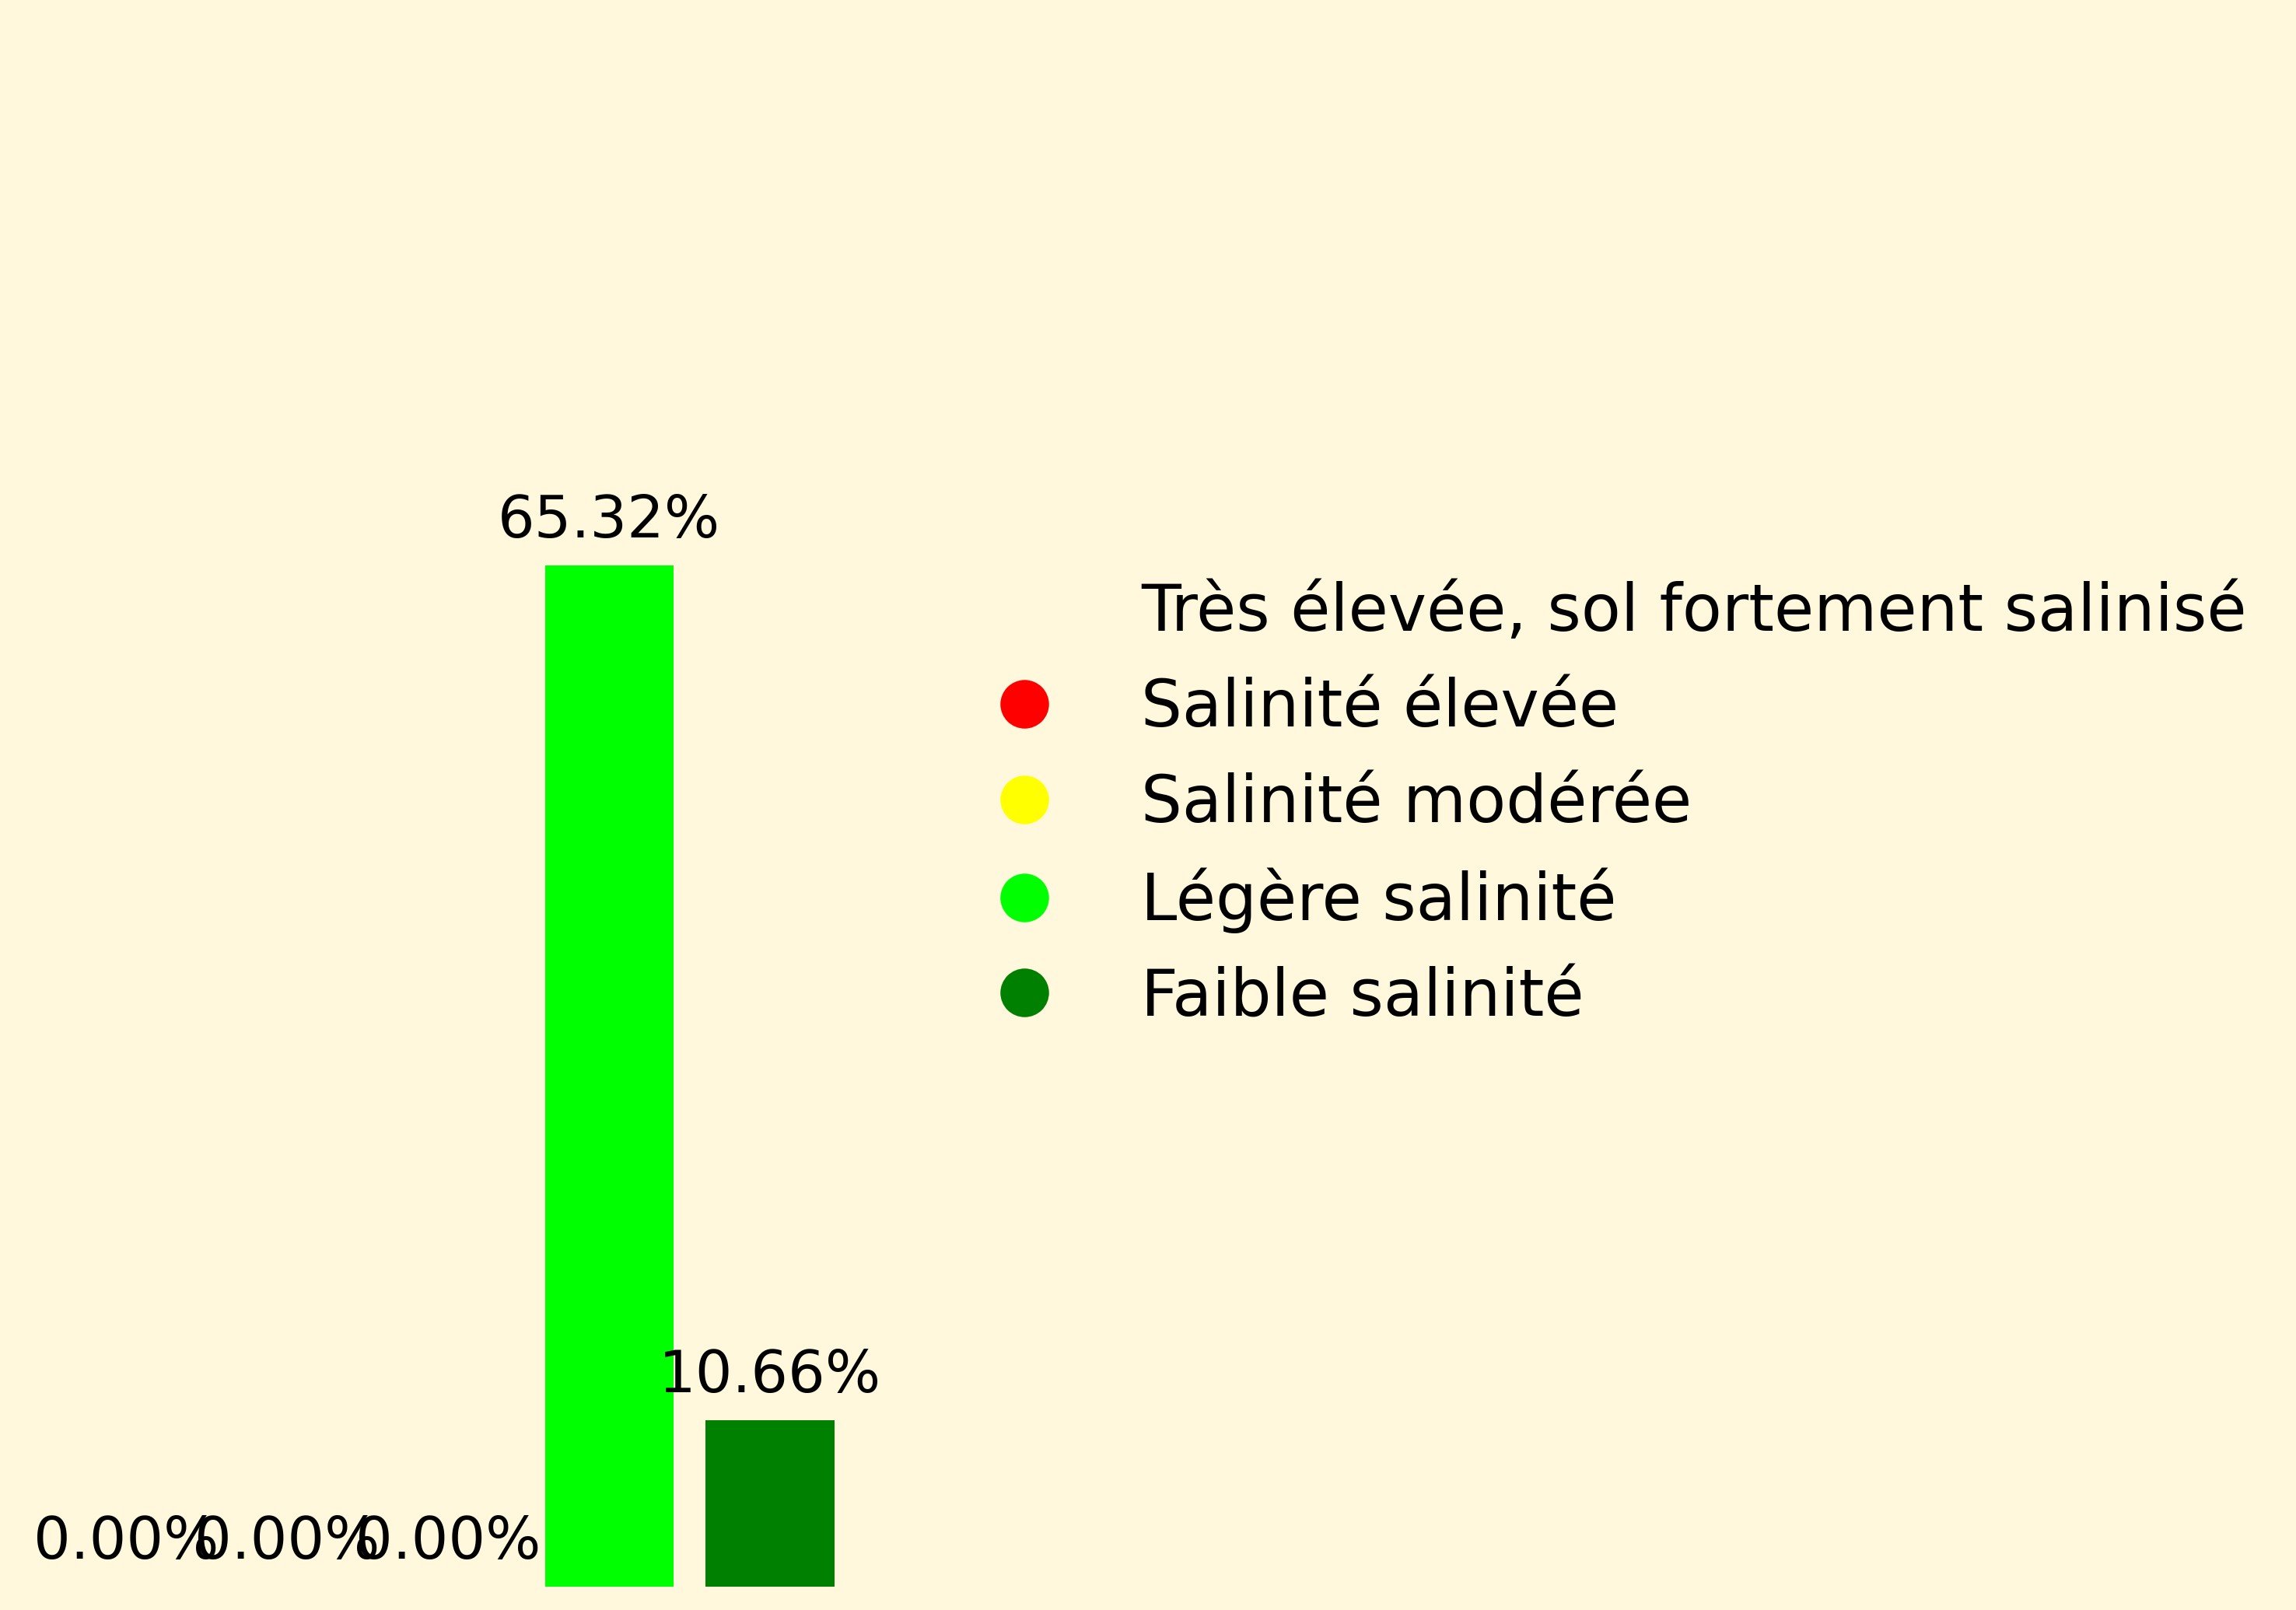 65.32%
Très élevée, sol fortement salinisé
Salinité élevée
Salinité modérée
Légère salinité
Faible salinité
10.66%
0.00% 0.00% 0.00%